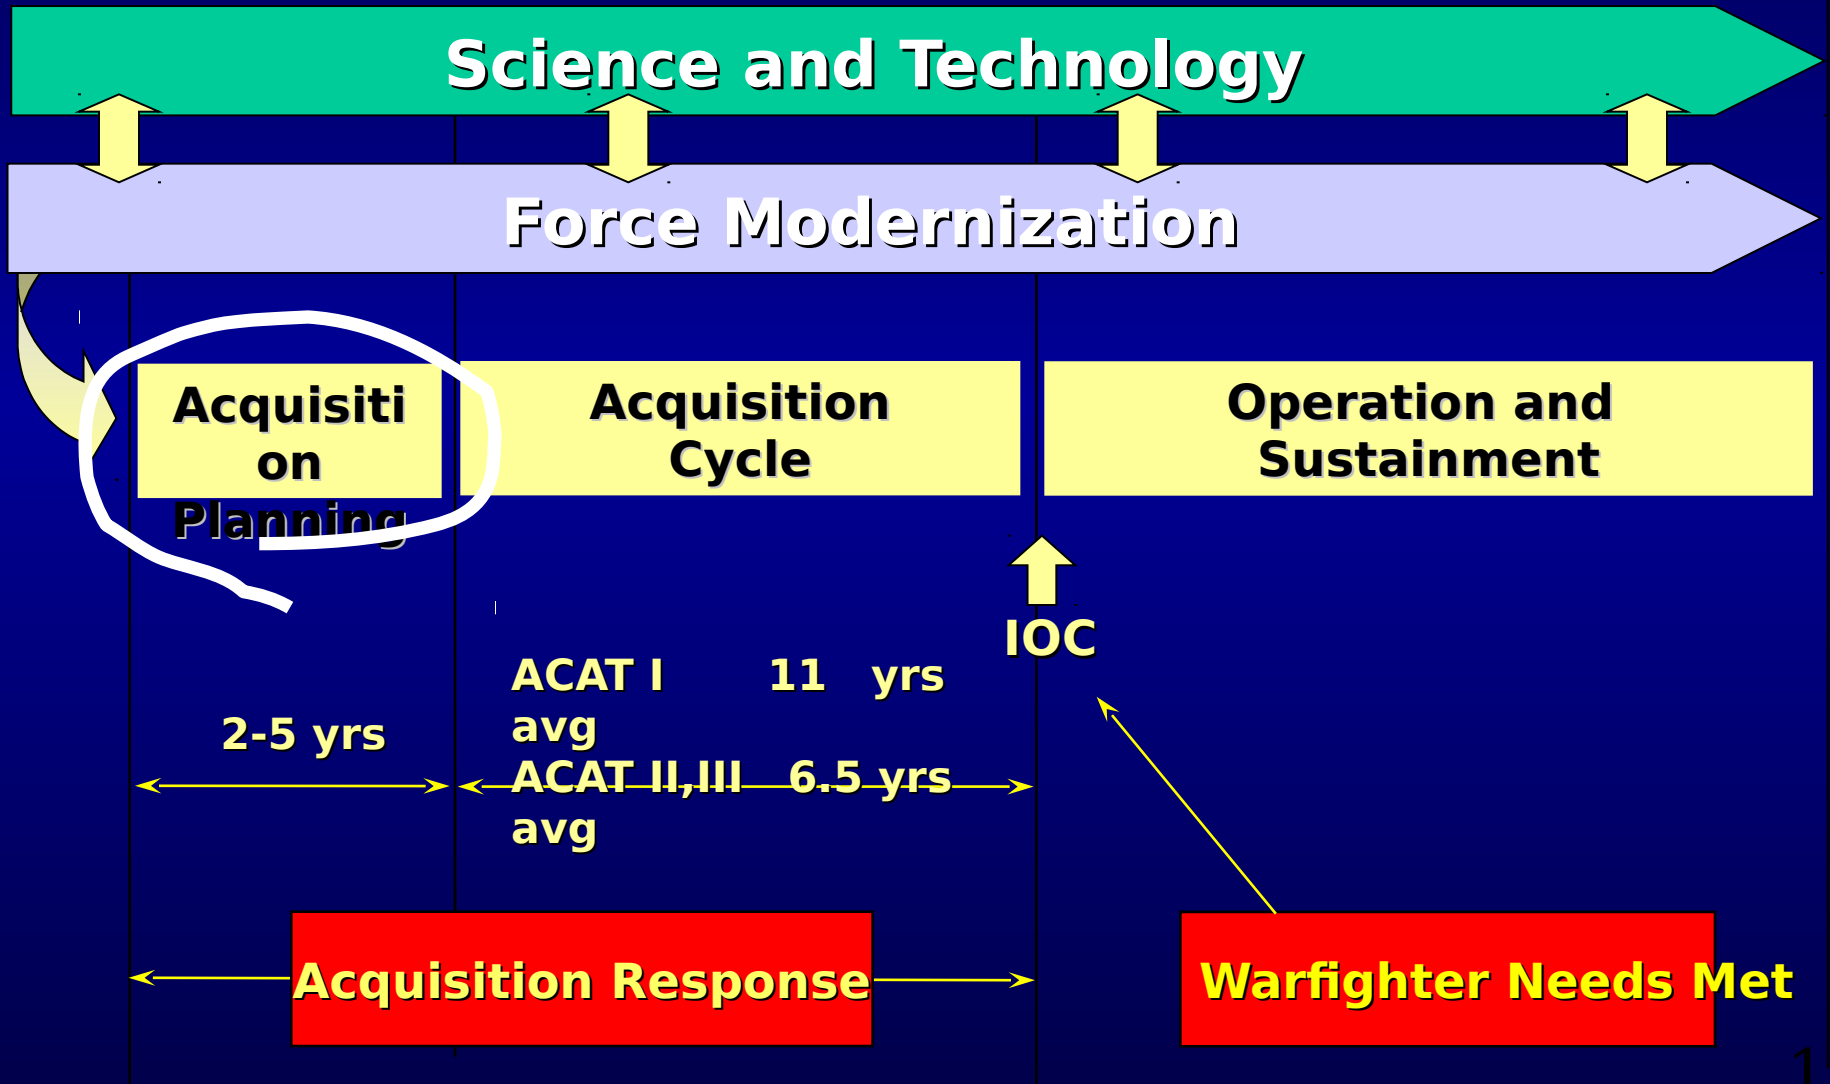 Science and Technology
Force Modernization
Acquisiti
on
Planning
Acquisition
Cycle
Operation and
Sustainment
IOC
2-5 yrs
ACAT I 11 yrs
avg
ACAT II,III 6.5 yrs
avg
Acquisition Response
Warfighter Needs Met
1